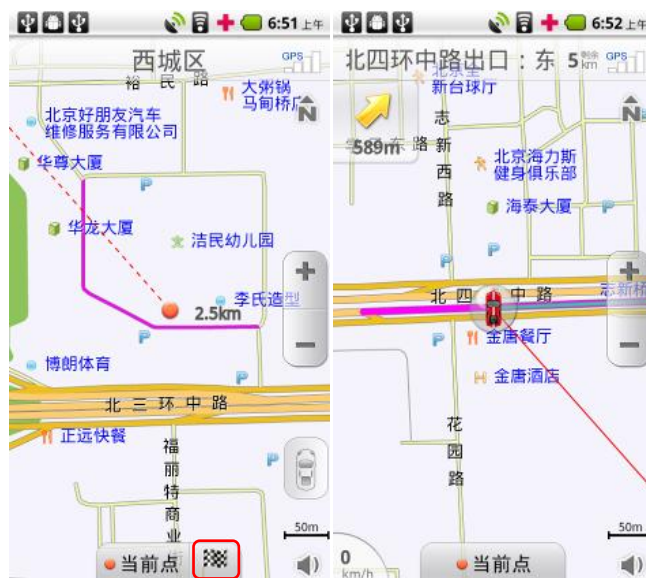 6:51 上午
西城区
GPS
裕民路
大粥锅
马甸桥店
N
北京好朋友汽车
维修服务有限公司
华尊大厦
P
华龙大厦
洁民幼儿园
李氏造型
2.5km
P
博朗体育
P
北三环中路
正远快餐
P
福丽特商业
50m
当前点
6:52 上午
北四环中路出口：东
5 剩余 km
GPS
新台球厅
N
589m
东路
志新西路
北京海力斯
健身俱乐部
海泰大厦
P
P
P
北四
中路
志新桥
P
金唐餐厅
金唐酒店
花园路
50m
0
km/h
当前点